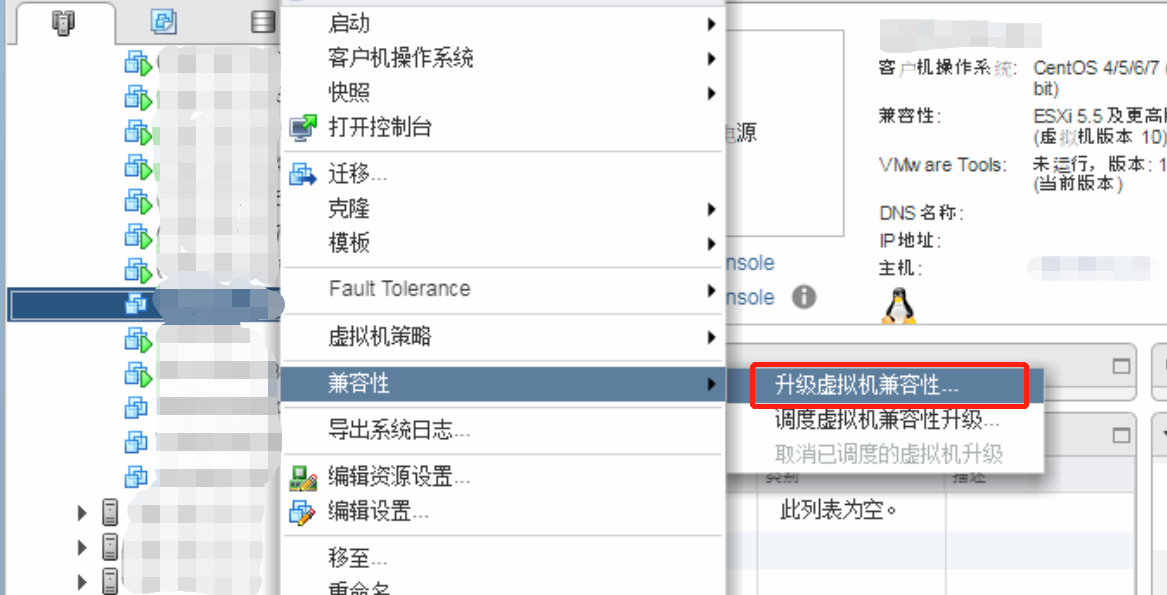 启动
客户机操作系统
快照
打开控制台
迁移...
克隆
模板
Fault Tolerance
虚拟机策略
兼容性
导出系统日志...
编辑资源设置...
编辑设置...
移至...
重命名
升级虚拟机兼容性...
调度虚拟机兼容性升级...
取消已调度的虚拟机升级
电源
nsole
nsole
客户机操作系统: CentOS 4/5/6/7 (
bit)
兼容性: ESXi 5.5 及更高版
(虚拟机版本 10)
VMware Tools: 未运行，版本: 1
(当前版本)
DNS 名称:
IP 地址:
主机:
类别 描述
此列表为空。